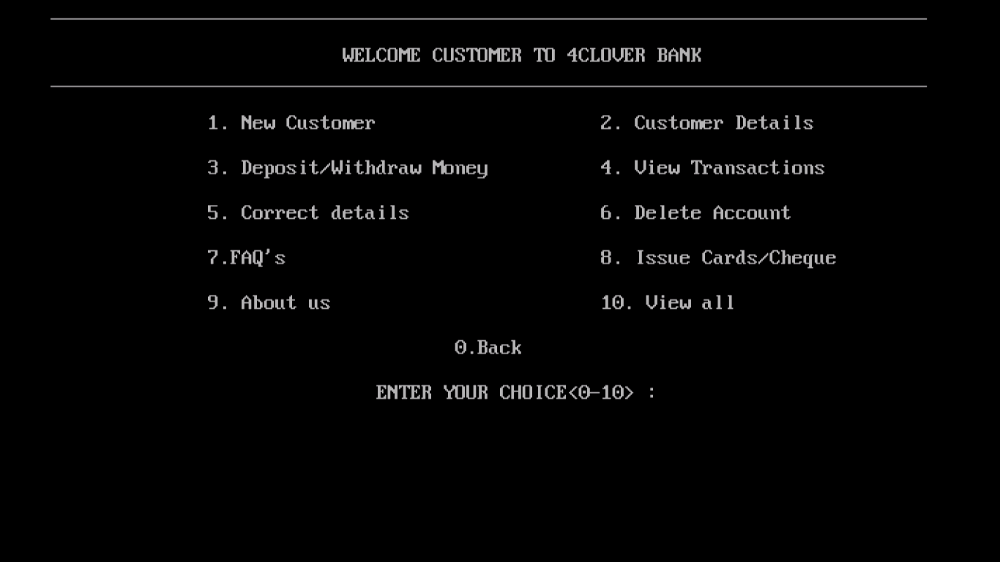 WELCOME CUSTOMER TO 4CLOVER BANK
1. New Customer 2. Customer Details
3. Deposit/Withdraw Money 4. View Transactions
5. Correct details 6. Delete Account
7.FAQ's 8. Issue Cards/Cheque
9. About us 10. View all
0.Back
ENTER YOUR CHOICE<0-10> :